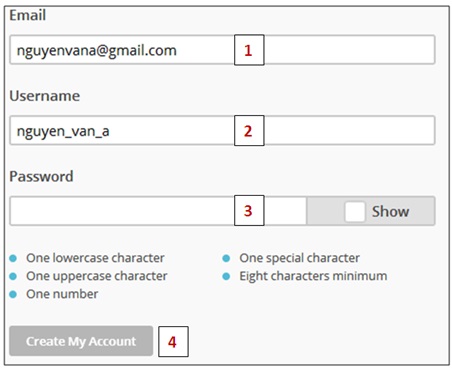 Email
nguyenvana@gmail.com 1
Username
nguyen_van_a 2
Password
3 Show
One lowercase character One special character
One uppercase character Eight characters minimum
One number
Create My Account 4